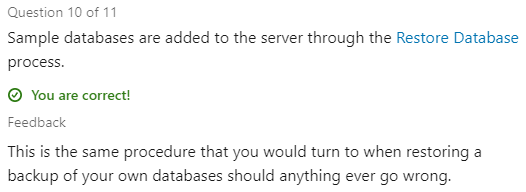 Question 10 of 11
Sample databases are added to the server through the Restore Database
process.
You are correct!
Feedback
This is the same procedure that you would turn to when restoring a
backup of your own databases should anything ever go wrong.